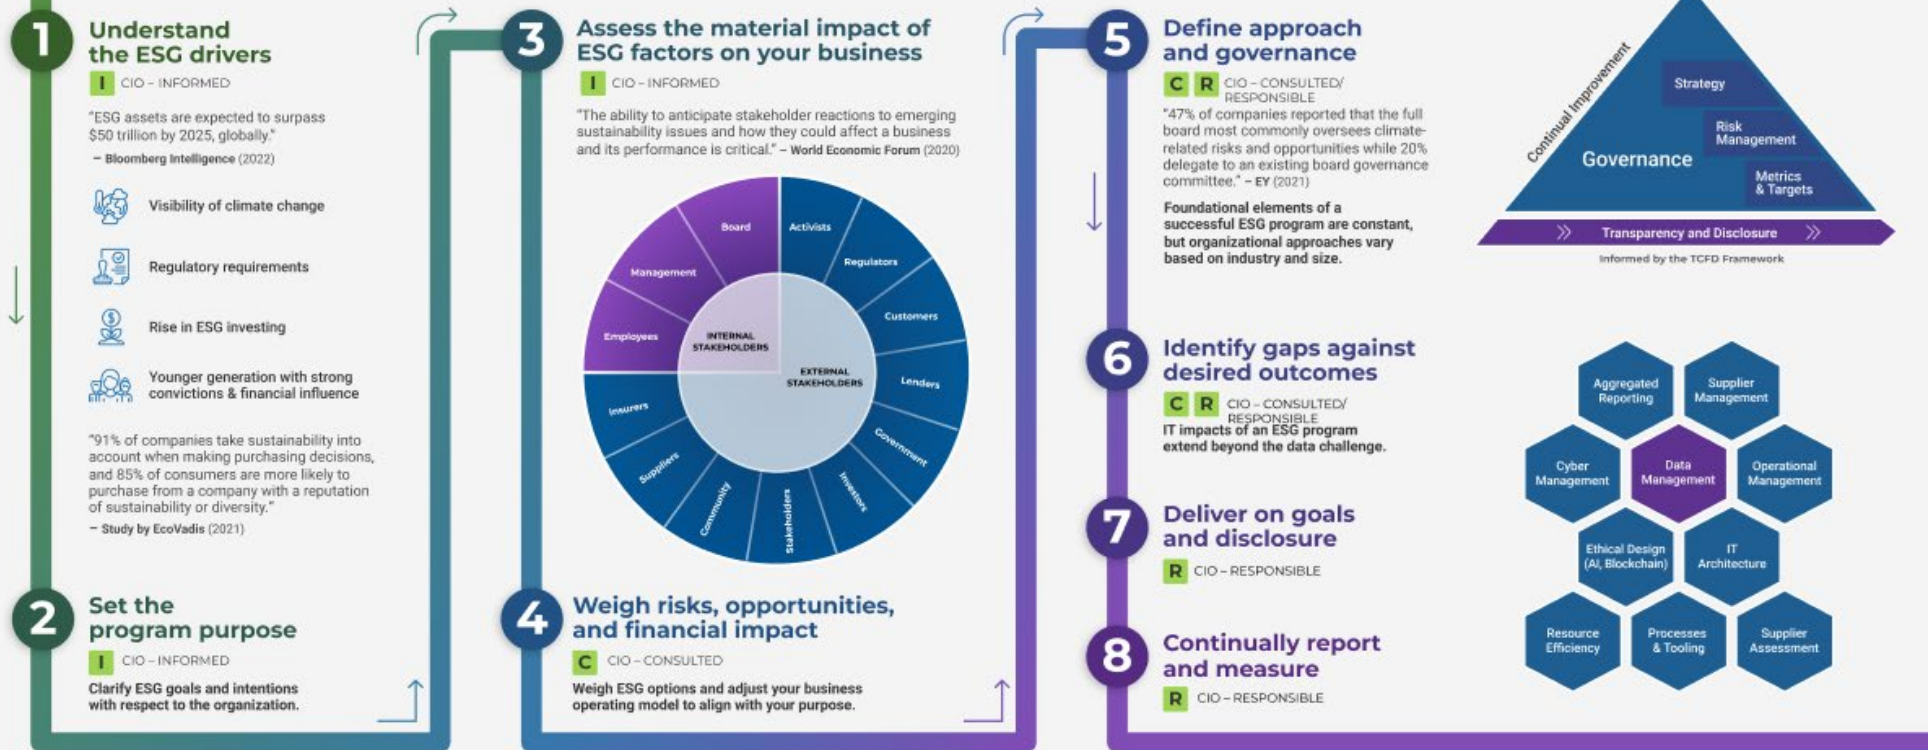 1
Understand
the ESG drivers
I CIO – INFORMED
"ESG assets are expected to surpass
$50 trillion by 2025, globally."
– Bloomberg Intelligence (2022)
Visibility of climate change
Regulatory requirements
Rise in ESG investing
Younger generation with strong
convictions & financial influence
"91% of companies take sustainability into
account when making purchasing decisions,
and 85% of consumers are more likely to
purchase from a company with a reputation
of sustainability or diversity."
– Study by EcoVadis (2021)
2
Set the
program purpose
I CIO – INFORMED
Clarify ESG goals and intentions
with respect to the organization.
3
Assess the material impact of
ESG factors on your business
I CIO – INFORMED
"The ability to anticipate stakeholder reactions to emerging
sustainability issues and how they could affect a business
and its performance is critical." – World Economic Forum (2020)
Board
Management
Employees
INTERNAL
STAKEHOLDERS
Activists
Regulators
Customers
Lenders
Government
Investors
Stakeholders
Community
Suppliers
Insurers
EXTERNAL
STAKEHOLDERS
4
Weigh risks, opportunities,
and financial impact
C CIO – CONSULTED
Weigh ESG options and adjust your business
operating model to align with your purpose.
5
Define approach
and governance
C R CIO – CONSULTED/
RESPONSIBLE
"47% of companies reported that the full
board most commonly oversees climate-
related risks and opportunities while 20%
delegate to an existing board governance
committee." – EY (2021)
Foundational elements of a
successful ESG program are constant,
but organizational approaches vary
based on industry and size.
Continual Improvement
Governance
Strategy
Risk
Management
Metrics
& Targets
Transparency and Disclosure
Informed by the TCFD Framework
6
Identify gaps against
desired outcomes
C R CIO – CONSULTED/
RESPONSIBLE
IT impacts of an ESG program
extend beyond the data challenge.
Aggregated
Reporting
Supplier
Management
Cyber
Management
Data
Management
Operational
Management
Ethical Design
(AI, Blockchain)
IT
Architecture
Resource
Efficiency
Processes
& Tooling
Supplier
Assessment
7
Deliver on goals
and disclosure
R CIO – RESPONSIBLE
8
Continually report
and measure
R CIO – RESPONSIBLE